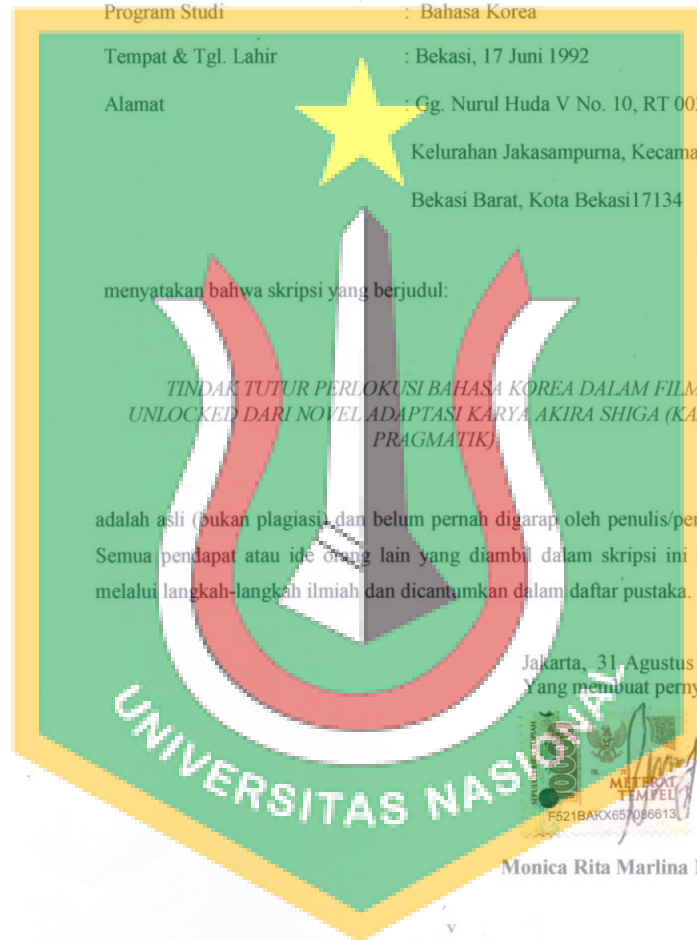 Program Studi : Bahasa Korea
Tempat & Tgl. Lahir : Bekasi, 17 Juni 1992
Alamat : Gg. Nurul Huda V No. 10, RT 00
Kelurahan Jakasampurna, Kecama
Bekasi Barat, Kota Bekasi17134
menyatakan bahwa skripsi yang berjudul:
TINDAK TUTUR PERLOKUSI BAHASA KOREA DALAM FILM
UNLOCKED DARI NOVEL ADAPTASI KARYA AKIRA SHIGA (KA
PRAGMATIK)
adalah asli (bukan plagiasi) dan belum pernah digarap oleh penulis/pen
Semua pendapat atau ide orang lain yang diambil dalam skripsi ini
melalui langkah-langkah ilmiah dan dicantumkan dalam daftar pustaka.
Jakarta, 31 Agustus
Yang membuat perny
UNIVERSITAS NASIONAL
10000
METERAI
TEMPEL
F521BAKX657086613
Monica Rita Marlina
v